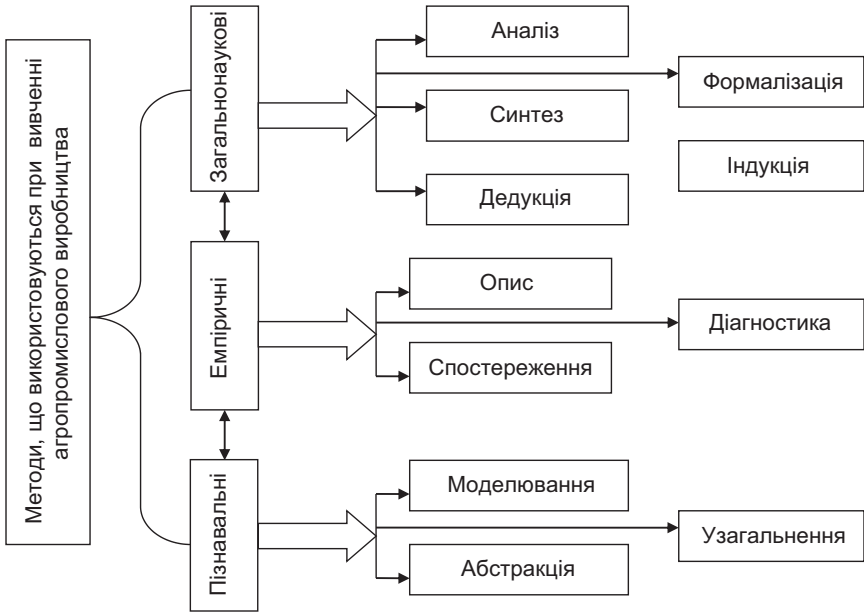 Методи, що використовуються при вивченні
агропромислового виробництва
Загальнонаукові
Аналіз
Формалізація
Синтез
Індукція
Дедукція
Емпіричні
Опис
Діагностика
Спостереження
Пізнавальні
Моделювання
Узагальнення
Абстракція